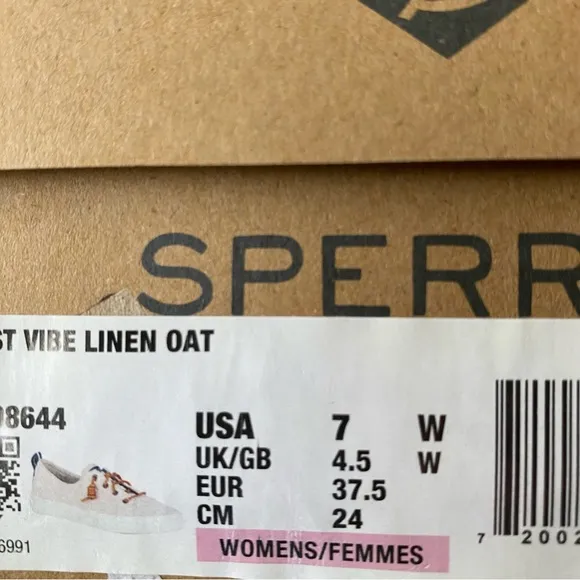 SPERR
ST VIBE LINEN OAT
98644
USA 7 W
UK/GB 4.5 W
EUR 37.5
CM 24
WOMENS/FEMMES
6991
7 2002